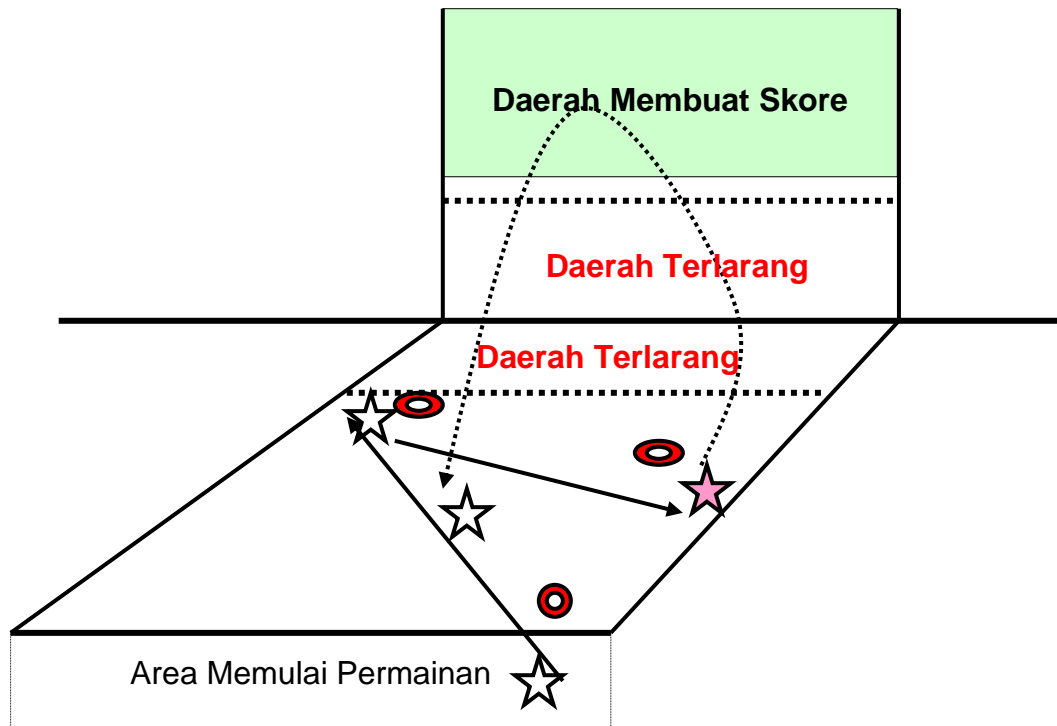 Daerah Membuat Skore
Daerah Terlarang
Daerah Terlarang
Area Memulai Permainan